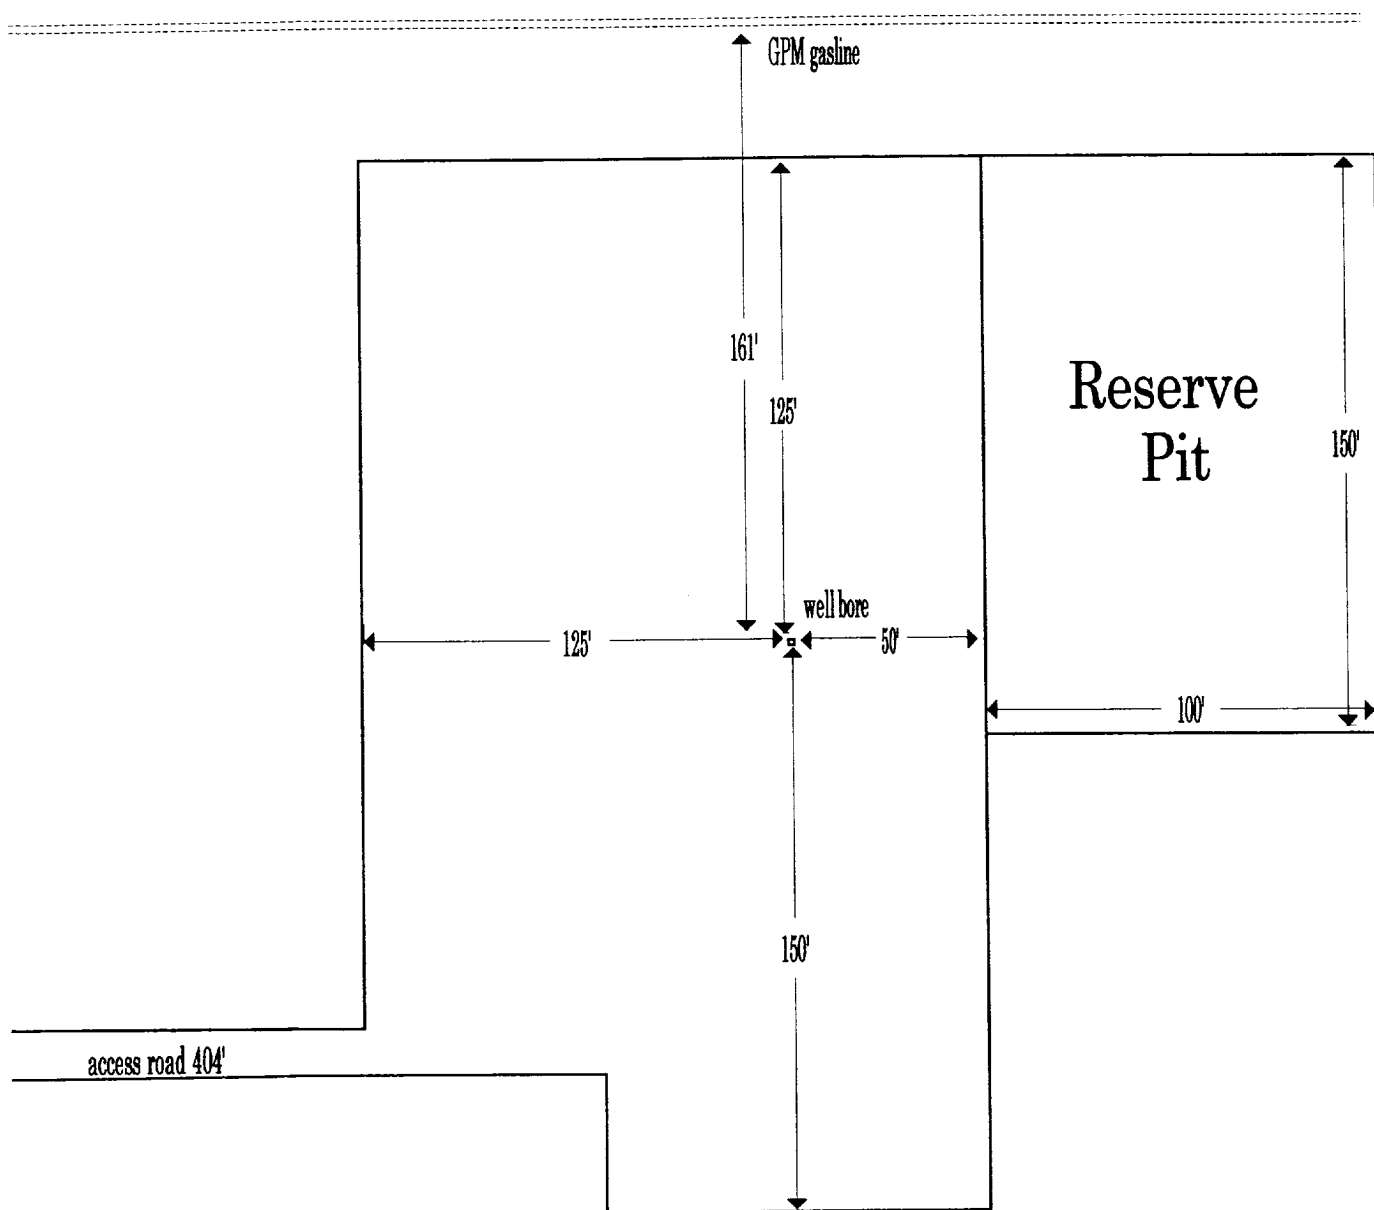 GPM gasline
161'
125'
Reserve
Pit
150'
well bore
125'
50'
100'
150'
access road 404'